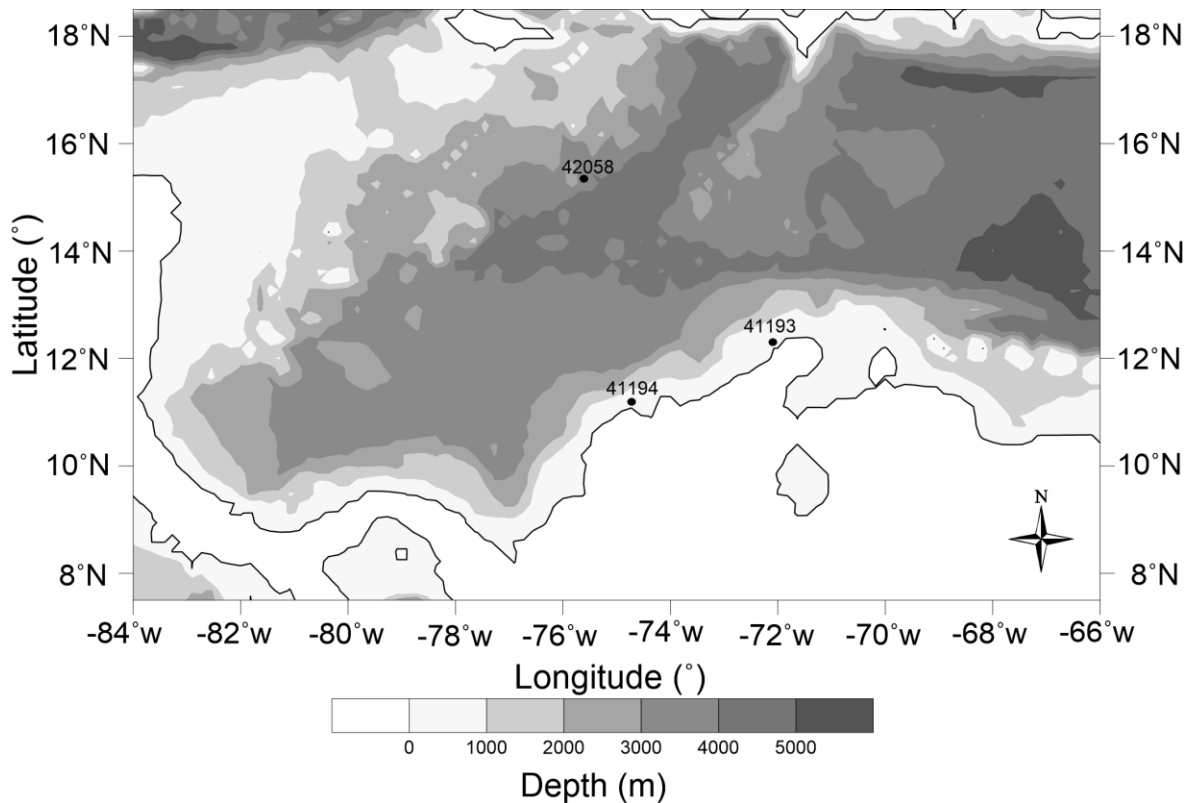 18˚N
18˚N
16˚N
16˚N
42058
14˚N
14˚N
Latitude (˚)
41193
12˚N
12˚N
41194
10˚N
10˚N
N
8˚N
8˚N
-84˚w -82˚w -80˚w -78˚w -76˚w -74˚w -72˚w -70˚w -68˚w -66˚w
Longitude (˚)
0 1000 2000 3000 4000 5000
Depth (m)